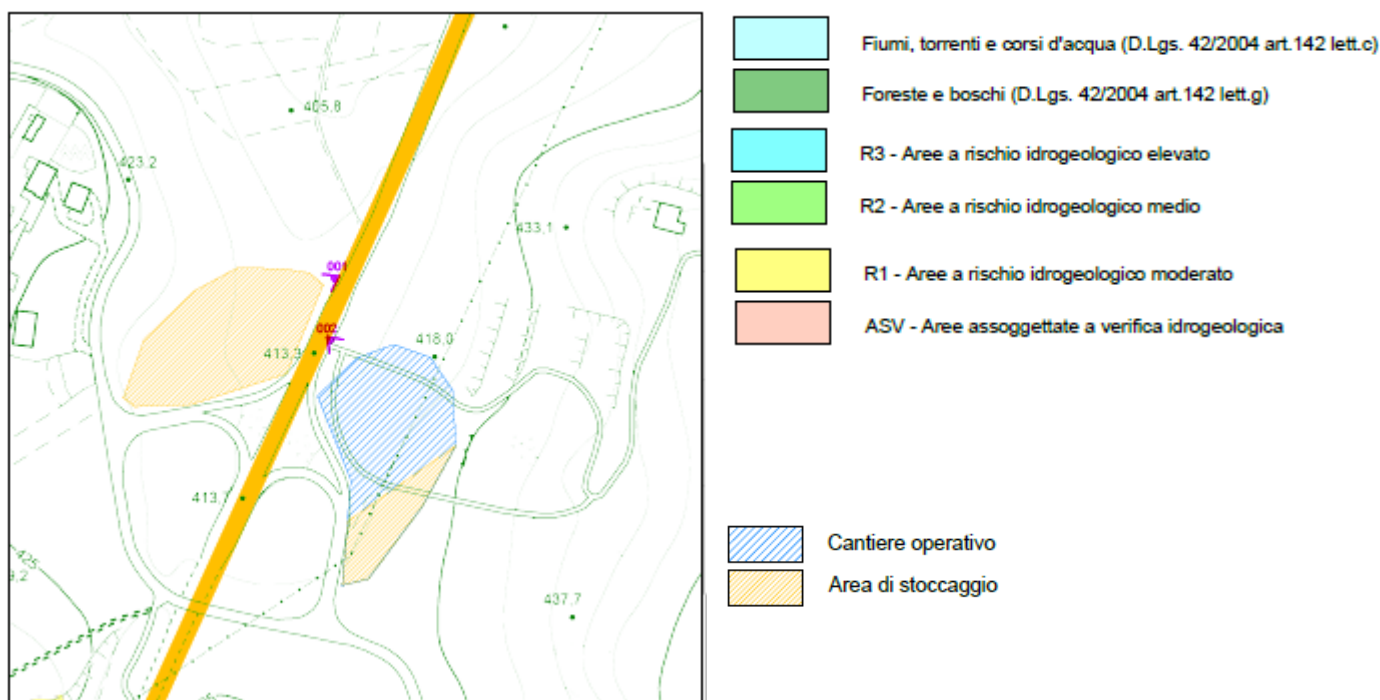 405,8
423,2
433,1
001
002
413,3
418,0
413,7
425
437,7
Fiumi, torrenti e corsi d'acqua (D.Lgs. 42/2004 art.142 lett.c)
Foreste e boschi (D.Lgs. 42/2004 art.142 lett.g)
R3 - Aree a rischio idrogeologico elevato
R2 - Aree a rischio idrogeologico medio
R1 - Aree a rischio idrogeologico moderato
ASV - Aree assoggettate a verifica idrogeologica
Cantiere operativo
Area di stoccaggio